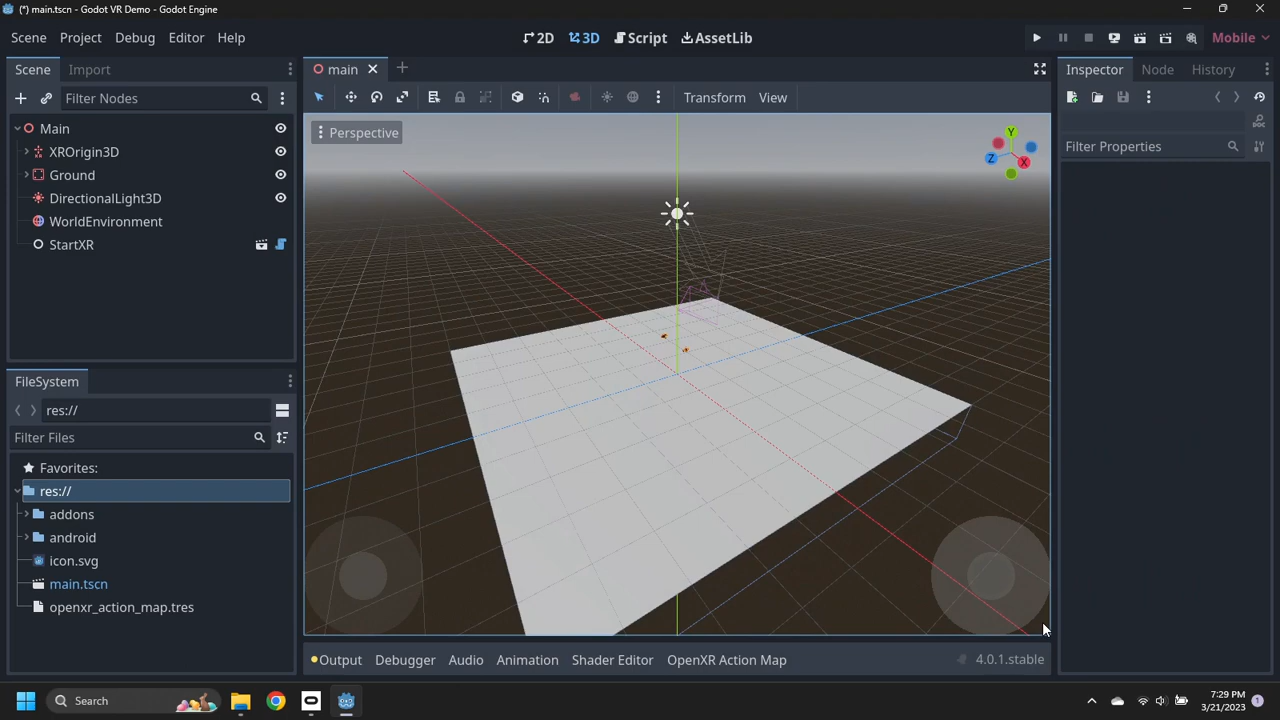 (*) main.tscn - Godot VR Demo - Godot Engine
Scene Project Debug Editor Help
2D 3D Script AssetLib
Mobile
Scene Import
main
Inspector Node History
Filter Nodes
Transform View
Main
XROrigin3D
Ground
DirectionalLight3D
WorldEnvironment
StartXR
Perspective
Y
Z
X
Filter Properties
FileSystem
res://
Filter Files
Favorites:
res://
addons
android
icon.svg
main.tscn
openxr_action_map.tres
Output Debugger Audio Animation Shader Editor OpenXR Action Map
4.0.1.stable
Search
7:29 PM
3/21/2023
1